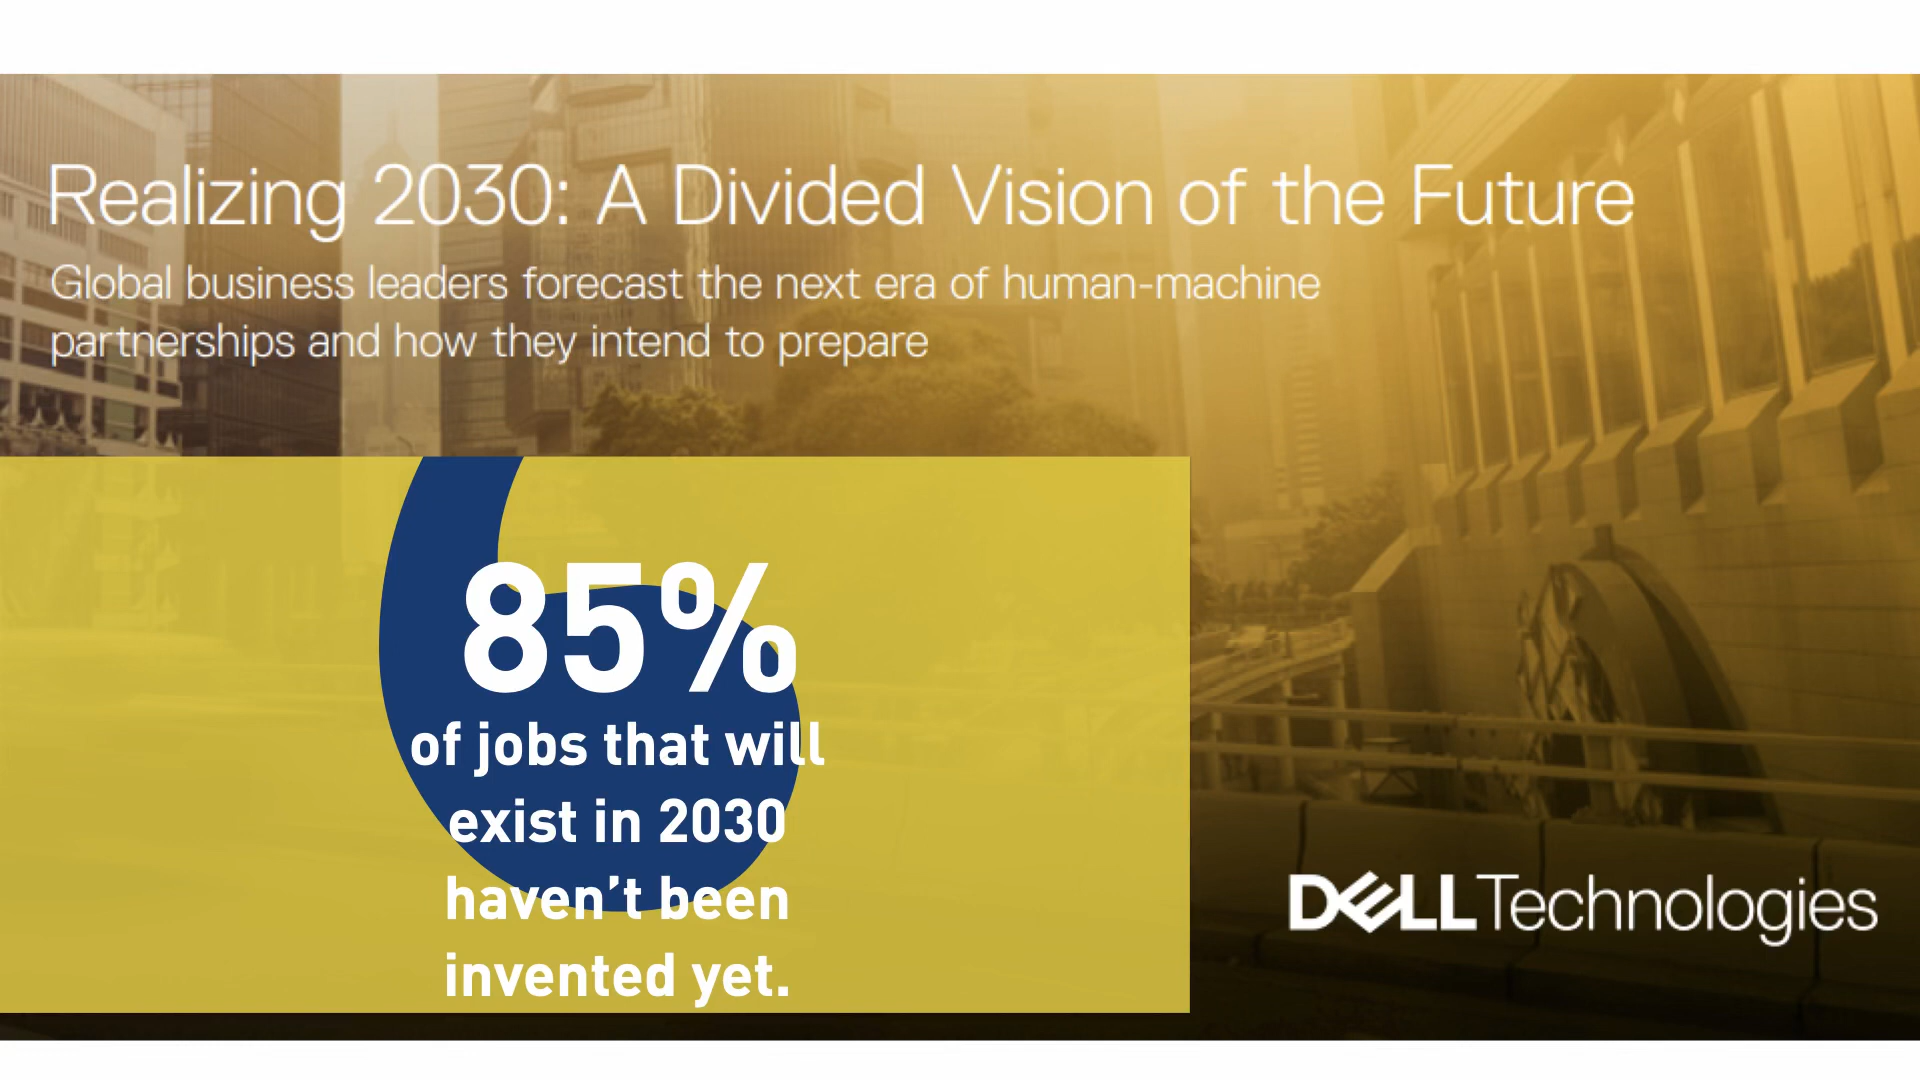 Realizing 2030: A Divided Vision of the Future
Global business leaders forecast the next era of human-machine
partnerships and how they intend to prepare
85%
of jobs that will
exist in 2030
haven't been
invented yet.
DELL Technologies